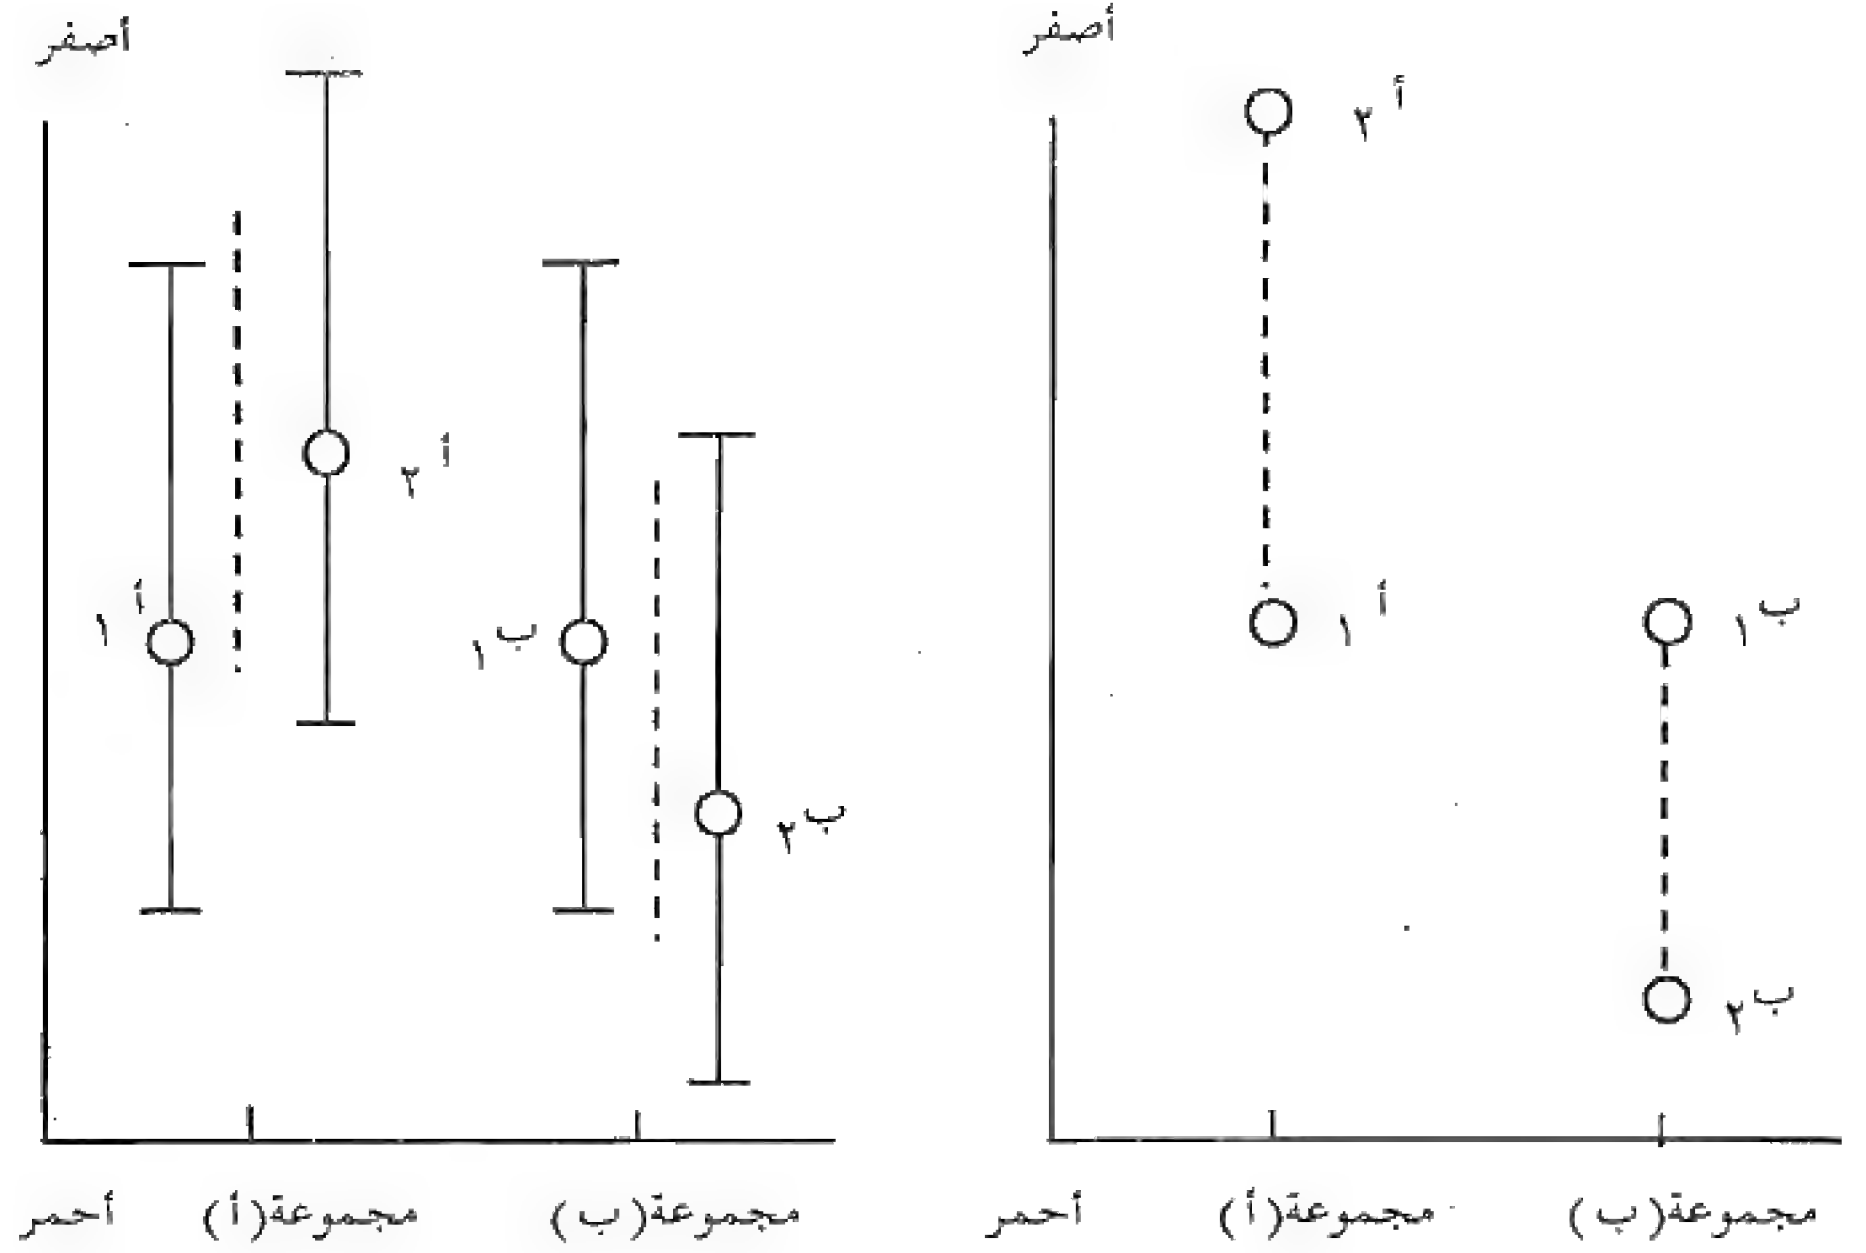 أصفر
أ ٢
أ ١
ب ١
ب ٢
أحمر مجموعة(أ) مجموعة(ب)
أصفر
أ ٢
أ ١
ب ١
ب ٢
أحمر مجموعة(أ) مجموعة(ب)